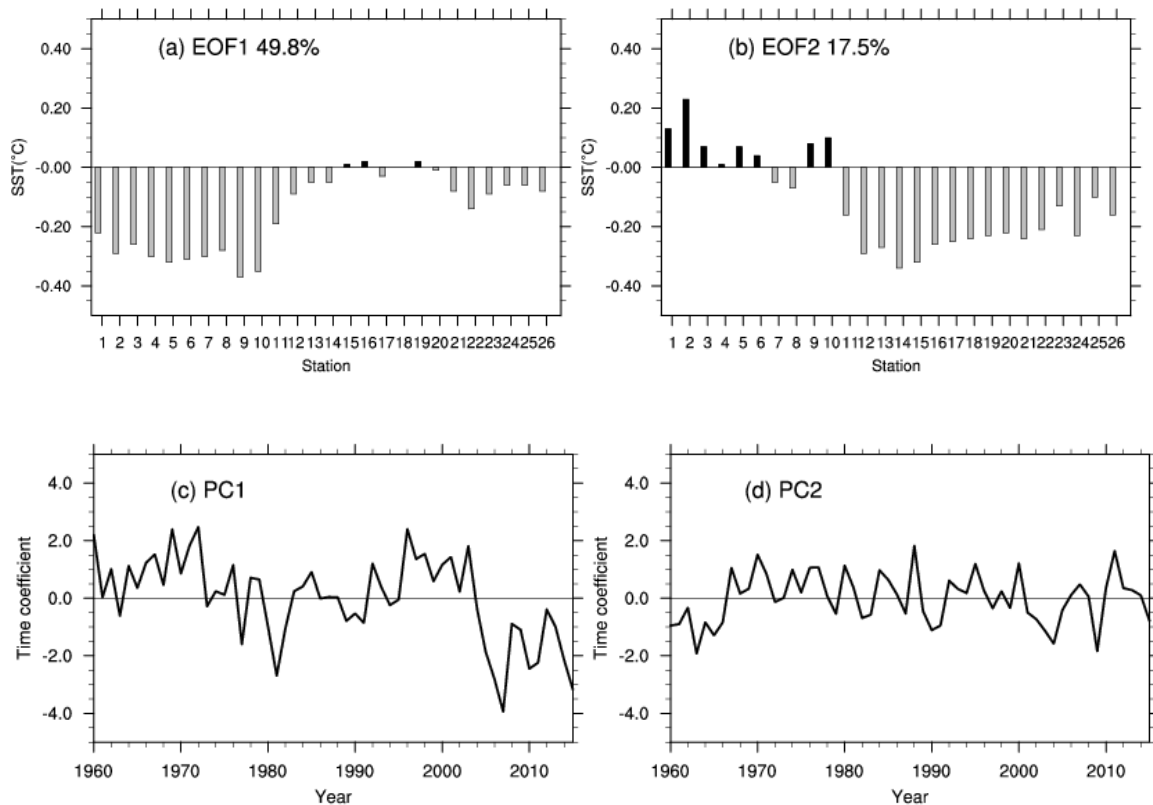 (a) EOF1 49.8%
0.40
0.20
-0.00
-0.20
-0.40
SST(°C)
1 2 3 4 5 6 7 8 9 10 11 12 13 14 15 16 17 18 19 20 21 22 23 24 25 26
Station
(b) EOF2 17.5%
0.40
0.20
-0.00
-0.20
-0.40
SST(°C)
1 2 3 4 5 6 7 8 9 10 11 12 13 14 15 16 17 18 19 20 21 22 23 24 25 26
Station
(c) PC1
4.0
2.0
0.0
-2.0
-4.0
Time coefficient
1960 1970 1980 1990 2000 2010
Year
(d) PC2
4.0
2.0
0.0
-2.0
-4.0
Time coefficient
1960 1970 1980 1990 2000 2010
Year